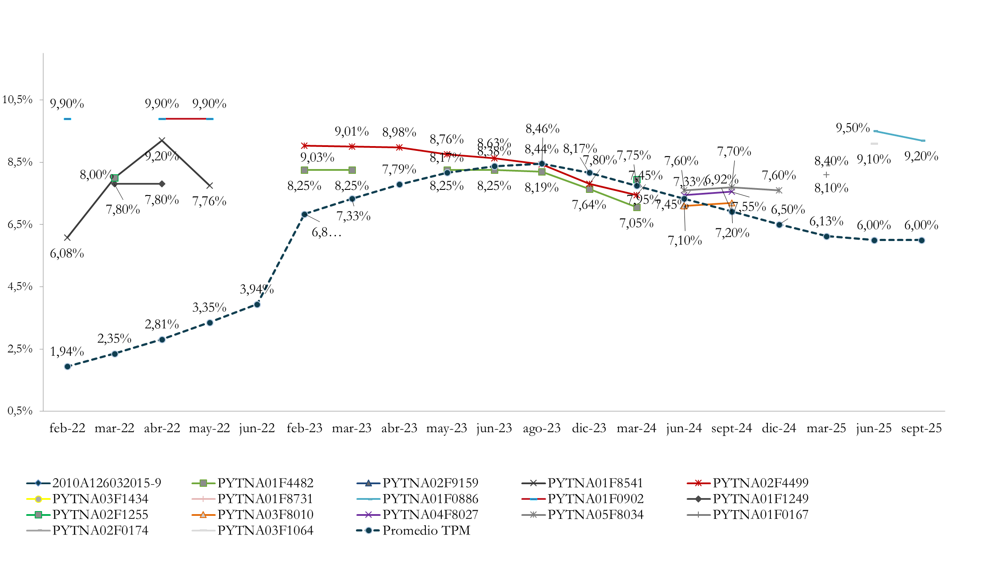 10,5%
8,5%
6,5%
4,5%
2,5%
0,5%
9,90% 9,90% 9,90%
9,50%
9,01% 8,98% 8,46%
8,76% 8,63%
8,38% 8,44% 8,17% 7,75% 7,70%
9,20% 9,03% 8,17% 7,80% 7,60% 8,40% 9,10% 9,20%
8,00% 7,79% 7,45% 7,33% 6,92% 7,60%
8,25% 8,25% 8,25% 8,25% 8,19% 8,10%
7,80% 7,80% 7,76% 7,64% 7,95% 7,45% 7,55% 6,50%
7,33% 7,05% 6,13% 6,00% 6,00%
6,8… 7,20%
6,08% 7,10%
3,94%
3,35%
2,81%
2,35%
1,94%
feb-22 mar-22 abr-22 may-22 jun-22 feb-23 mar-23 abr-23 may-23 jun-23 ago-23 dic-23 mar-24 jun-24 sept-24 dic-24 mar-25 jun-25 sept-25
2010A126032015-9 PYTNA01F4482 PYTNA02F9159 PYTNA01F8541 PYTNA02F4499
PYTNA03F1434 PYTNA01F8731 PYTNA01F0886 PYTNA01F0902 PYTNA01F1249
PYTNA02F1255 PYTNA03F8010 PYTNA04F8027 PYTNA05F8034 PYTNA01F0167
PYTNA02F0174 PYTNA03F1064 Promedio TPM